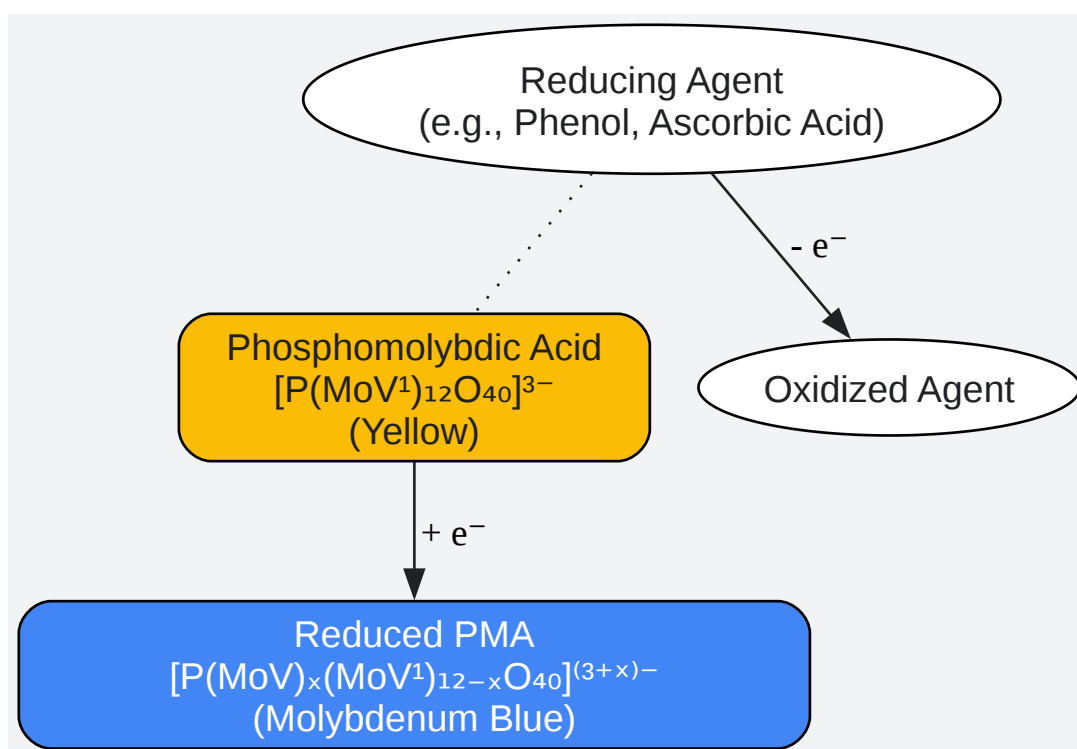 Reducing Agent
(e.g., Phenol, Ascorbic Acid)
- e⁻
Phosphomolybdic Acid
[P(MoV¹)₁₂O₄₀]³⁻
(Yellow)
Oxidized Agent
+ e⁻
Reduced PMA
[P(MoV)ₓ(MoV¹)₁₂₋ₓO₄₀]⁽³⁺ˣ⁾⁻
(Molybdenum Blue)